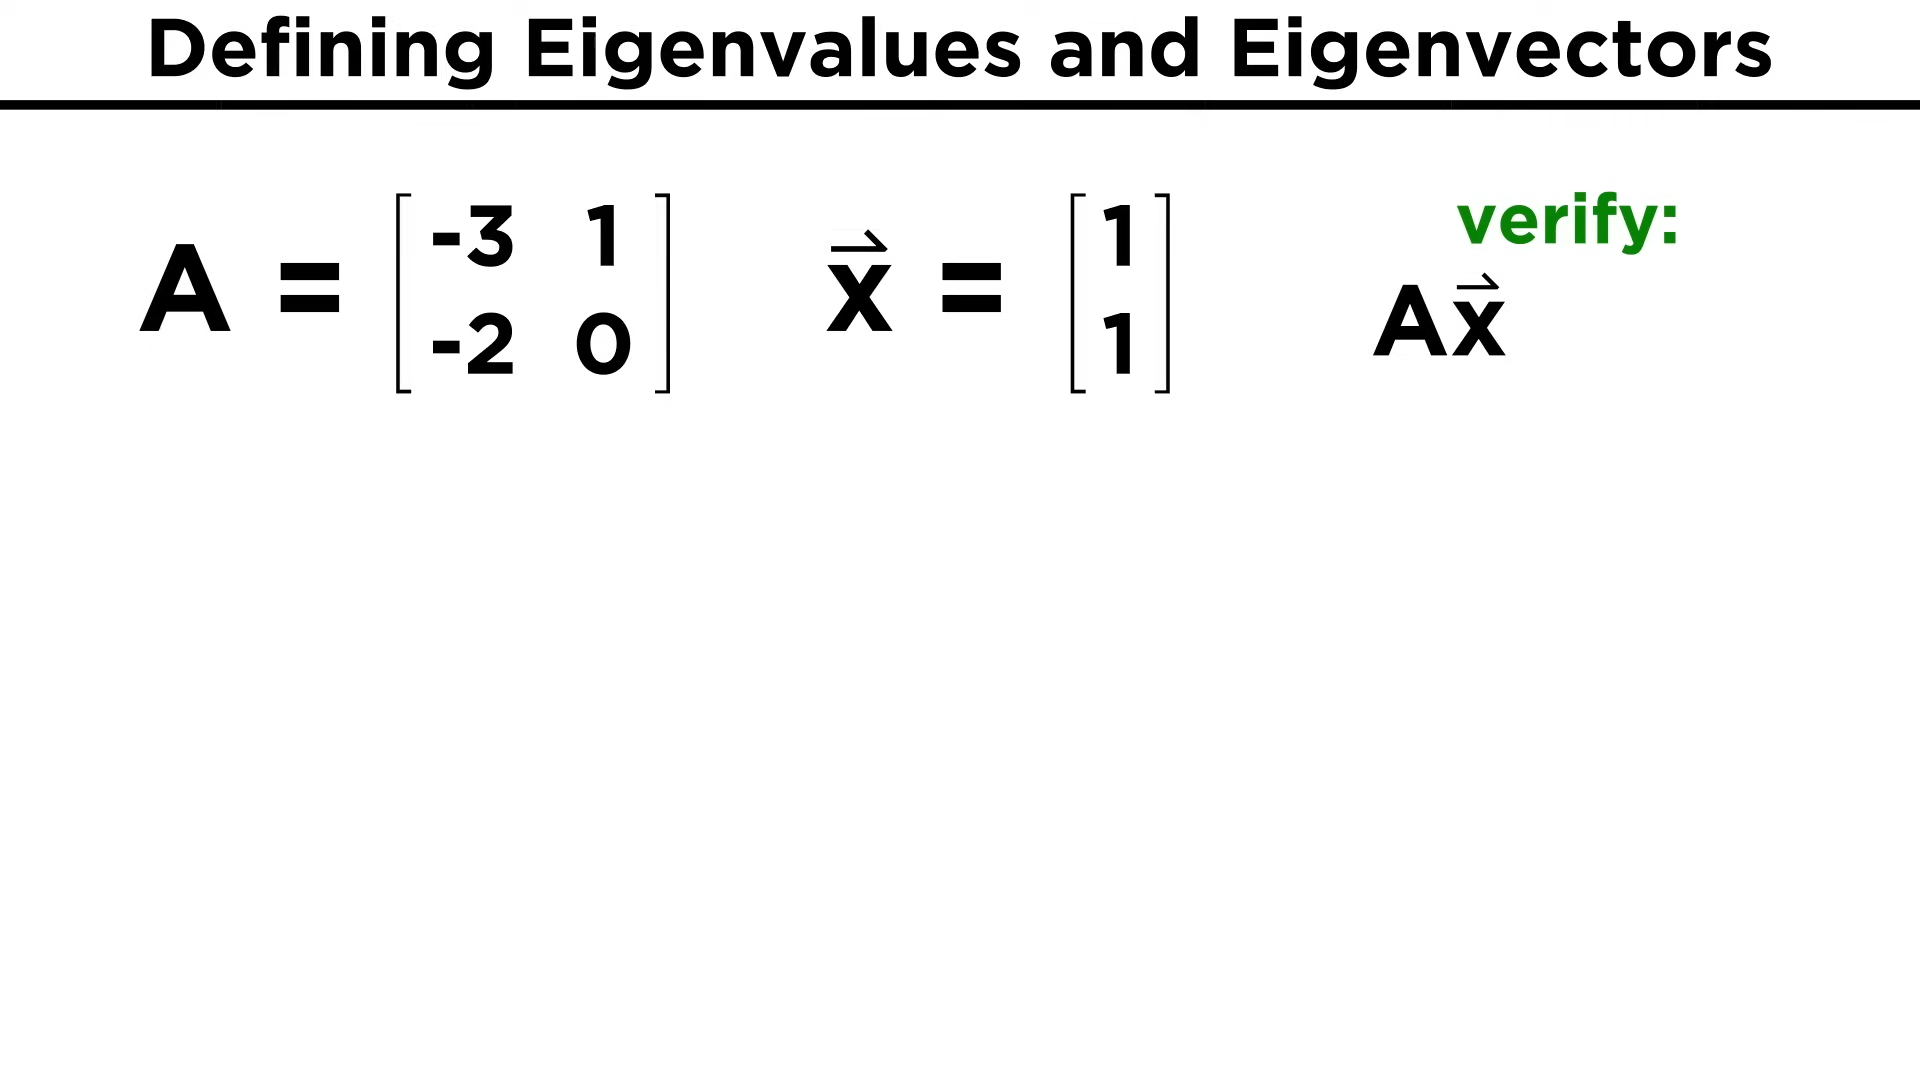 Defining Eigenvalues and Eigenvectors
verify:
A = [ -3 1 ] x⃗ = [ 1 ] Ax⃗
[ -2 0 ] [ 1 ]